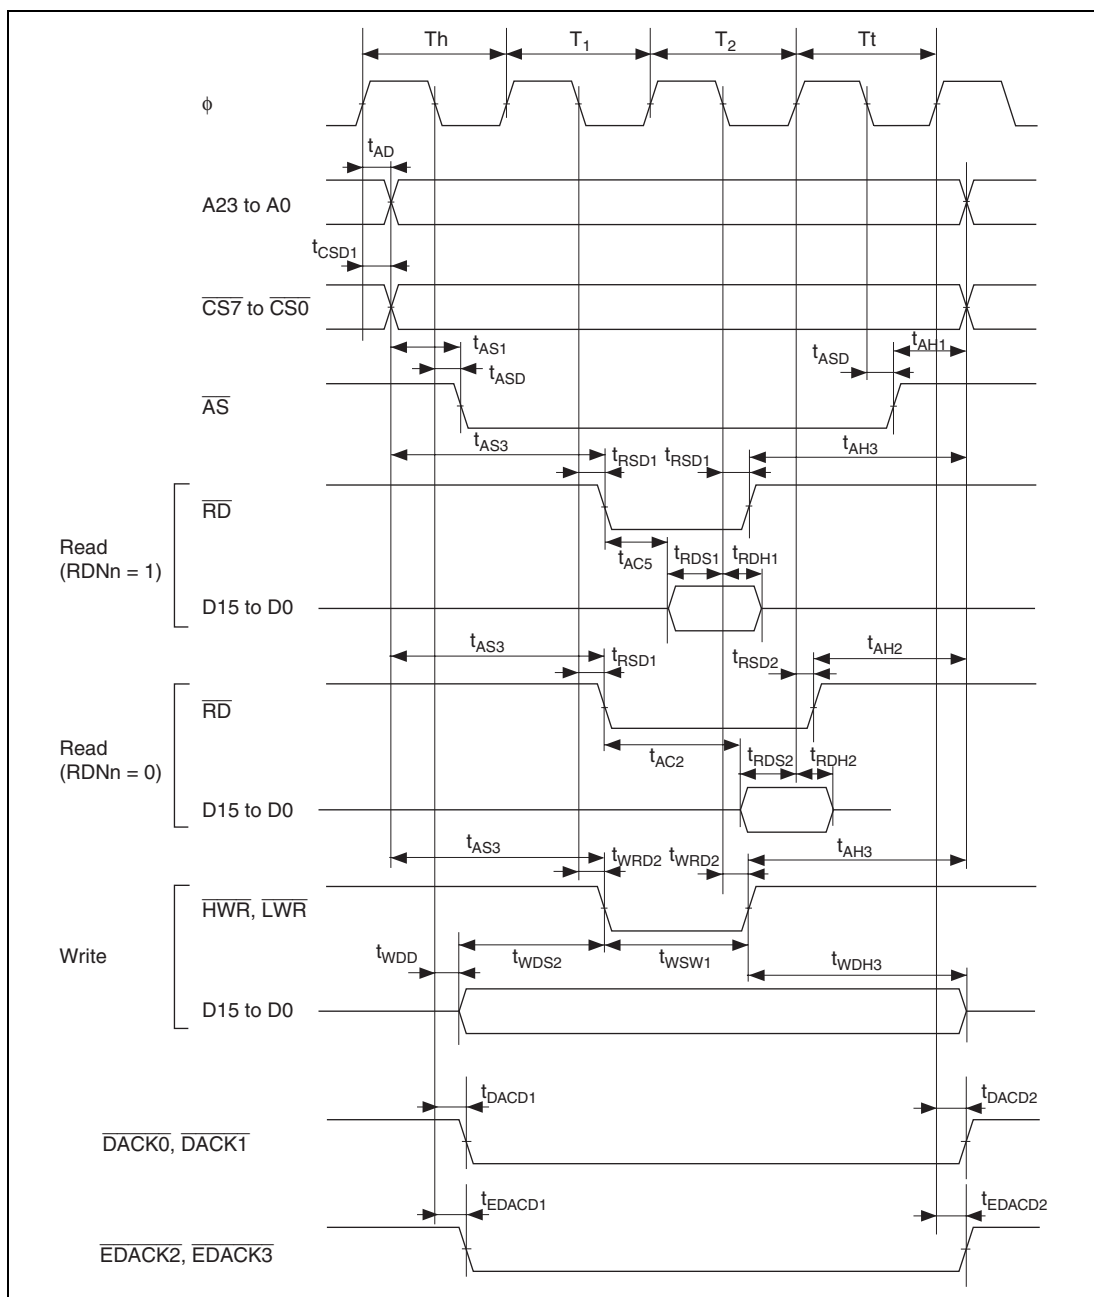 Th T1 T2 Tt
ϕ
tAD
A23 to A0
tCSD1
CS7 to CS0
tAS1 tASD tASD tAH1
AS
tAS3 tRSD1 tRSD1 tAH3
RD
Read
(RDNn = 1)
tAC5 tRDS1 tRDH1
D15 to D0
tAS3 tRSD1 tRSD2 tAH2
RD
Read
(RDNn = 0)
tAC2 tRDS2 tRDH2
D15 to D0
tAS3 tWRD2 tWRD2 tAH3
HWR, LWR
Write
tWDD tWDS2 tWSW1 tWDH3
D15 to D0
tDACD1 tDACD2
DACK0, DACK1
tEDACD1 tEDACD2
EDACK2, EDACK3